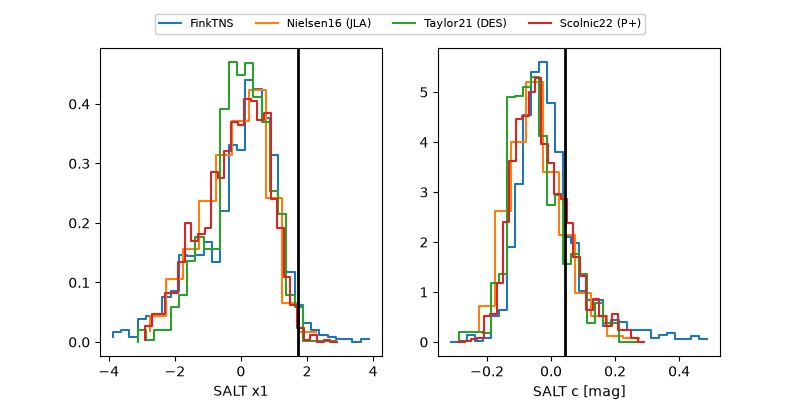 FinkTNS Nielsen16 (JLA) Taylor21 (DES) Scolnic22 (P+)
0.4
0.3
0.2
0.1
0.0
−4 −2 0 2 4
SALT x1
5
4
3
2
1
0
−0.2 0.0 0.2 0.4
SALT c [mag]